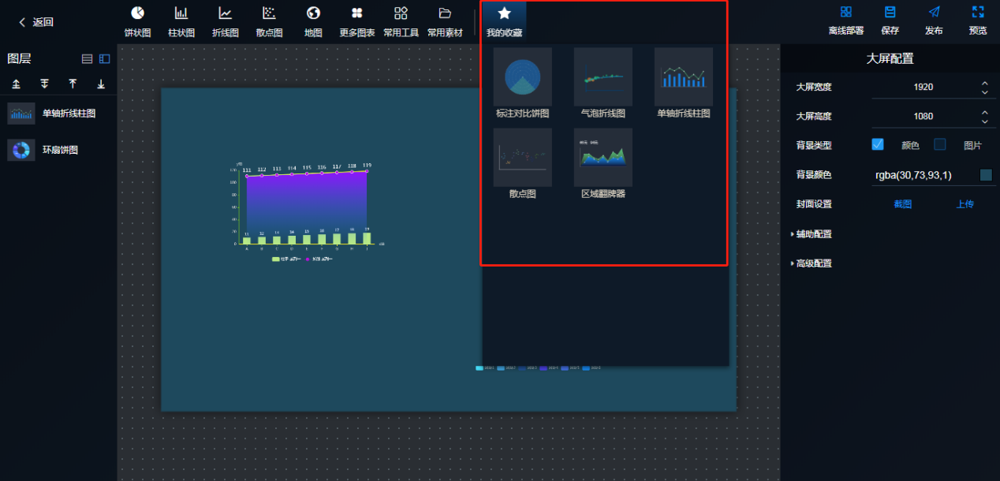 返回
饼状图 柱状图 折线图 散点图 地图 更多图表 常用工具 常用素材 我的收藏 离线部署 保存 发布 预览
图层
单轴折线柱图
环扇饼图
标注对比饼图 气泡折线图 单轴折线柱图
散点图 区域翻牌器
111 112 113 114 115 116 117 118 119
120
100
80
60
40
20
0
11 12 13 14 15 16 17 18 19
大屏配置
大屏宽度 1920
大屏高度 1080
背景类型 颜色 图片
背景颜色 rgba(30,73,93,1)
封面设置 截图 上传
辅助配置
高级配置